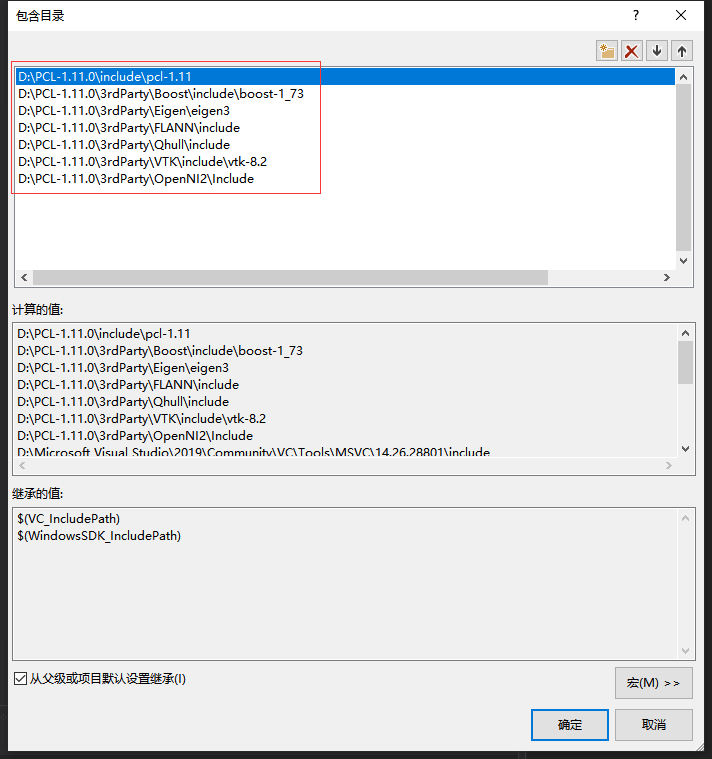 包含目录
D:\PCL-1.11.0\include\pcl-1.11
D:\PCL-1.11.0\3rdParty\Boost\include\boost-1_73
D:\PCL-1.11.0\3rdParty\Eigen\eigen3
D:\PCL-1.11.0\3rdParty\FLANN\include
D:\PCL-1.11.0\3rdParty\Qhull\include
D:\PCL-1.11.0\3rdParty\VTK\include\vtk-8.2
D:\PCL-1.11.0\3rdParty\OpenNI2\Include
计算的值:
D:\PCL-1.11.0\include\pcl-1.11
D:\PCL-1.11.0\3rdParty\Boost\include\boost-1_73
D:\PCL-1.11.0\3rdParty\Eigen\eigen3
D:\PCL-1.11.0\3rdParty\FLANN\include
D:\PCL-1.11.0\3rdParty\Qhull\include
D:\PCL-1.11.0\3rdParty\VTK\include\vtk-8.2
D:\PCL-1.11.0\3rdParty\OpenNI2\Include
D:\Microsoft Visual Studio\2019\Community\VC\Tools\MSVC\14.26.28801\include
继承的值:
$(VC_IncludePath)
$(WindowsSDK_IncludePath)
从父级或项目默认设置继承(I)
宏(M) >>
确定
取消